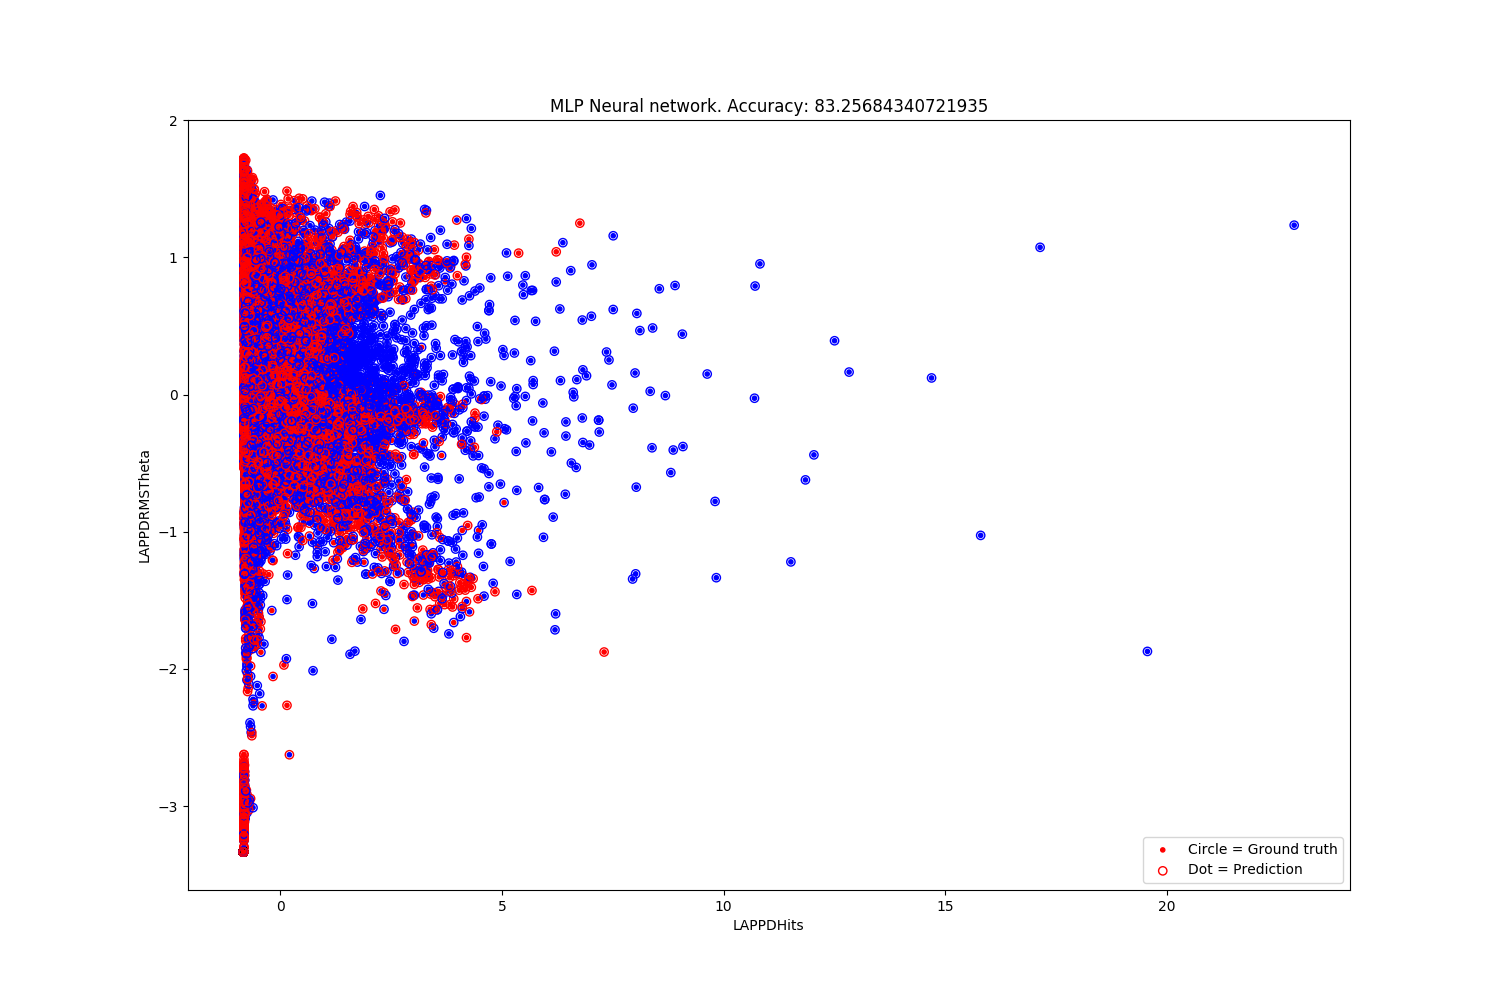 MLP Neural network. Accuracy: 83.25684340721935
2
1
0
−1
−2
−3
LAPPDRMSTheta
0
5
10
15
20
LAPPDHits
Circle = Ground truth
Dot = Prediction